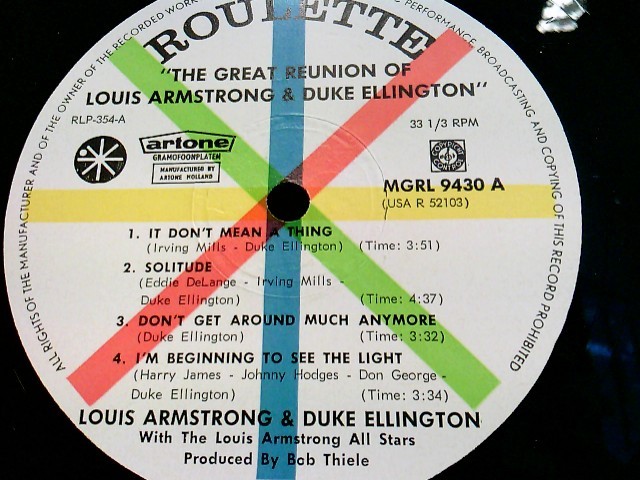 ALL RIGHTS OF THE MANUFACTURER AND OF THE OWNER OF THE RECORDED WORK
PERFORMANCE BROADCASTING AND COPYING OF THIS RECORD PROHIBITED
ROULETTE
"THE GREAT REUNION OF
LOUIS ARMSTRONG & DUKE ELLINGTON"
RLP-354-A
33 1/3 RPM
artone
GRAMOFOONPLATEN
MANUFACTURED BY
ARTONE HOLLAND
MGRL 9430 A
(USA R 52103)
1. IT DON'T MEAN A THING
(Irving Mills - Duke Ellington) (Time: 3:51)
2. SOLITUDE
(Eddie DeLange - Irving Mills -
Duke Ellington) (Time: 4:37)
3. DON'T GET AROUND MUCH ANYMORE
(Duke Ellington) (Time: 3:32)
4. I'M BEGINNING TO SEE THE LIGHT
(Harry James - Johnny Hodges - Don George -
Duke Ellington) (Time: 3:34)
LOUIS ARMSTRONG & DUKE ELLINGTON
With The Louis Armstrong All Stars
Produced By Bob Thiele